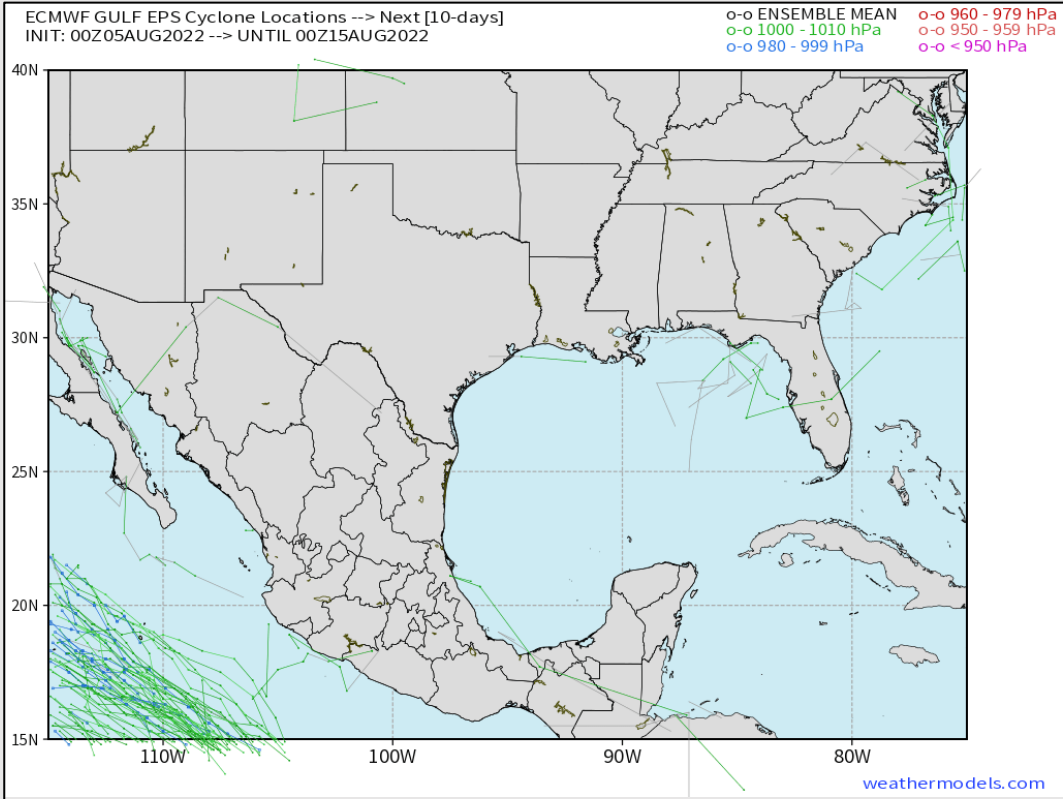 ECMWF GULF EPS Cyclone Locations --> Next [10-days]
INIT: 00Z05AUG2022 --> UNTIL 00Z15AUG2022
o-o ENSEMBLE MEAN o-o 960 - 979 hPa
o-o 1000 - 1010 hPa o-o 950 - 959 hPa
o-o 980 - 999 hPa o-o < 950 hPa
40N
35N
30N
25N
20N
15N
110W 100W 90W 80W
weathermodels.com